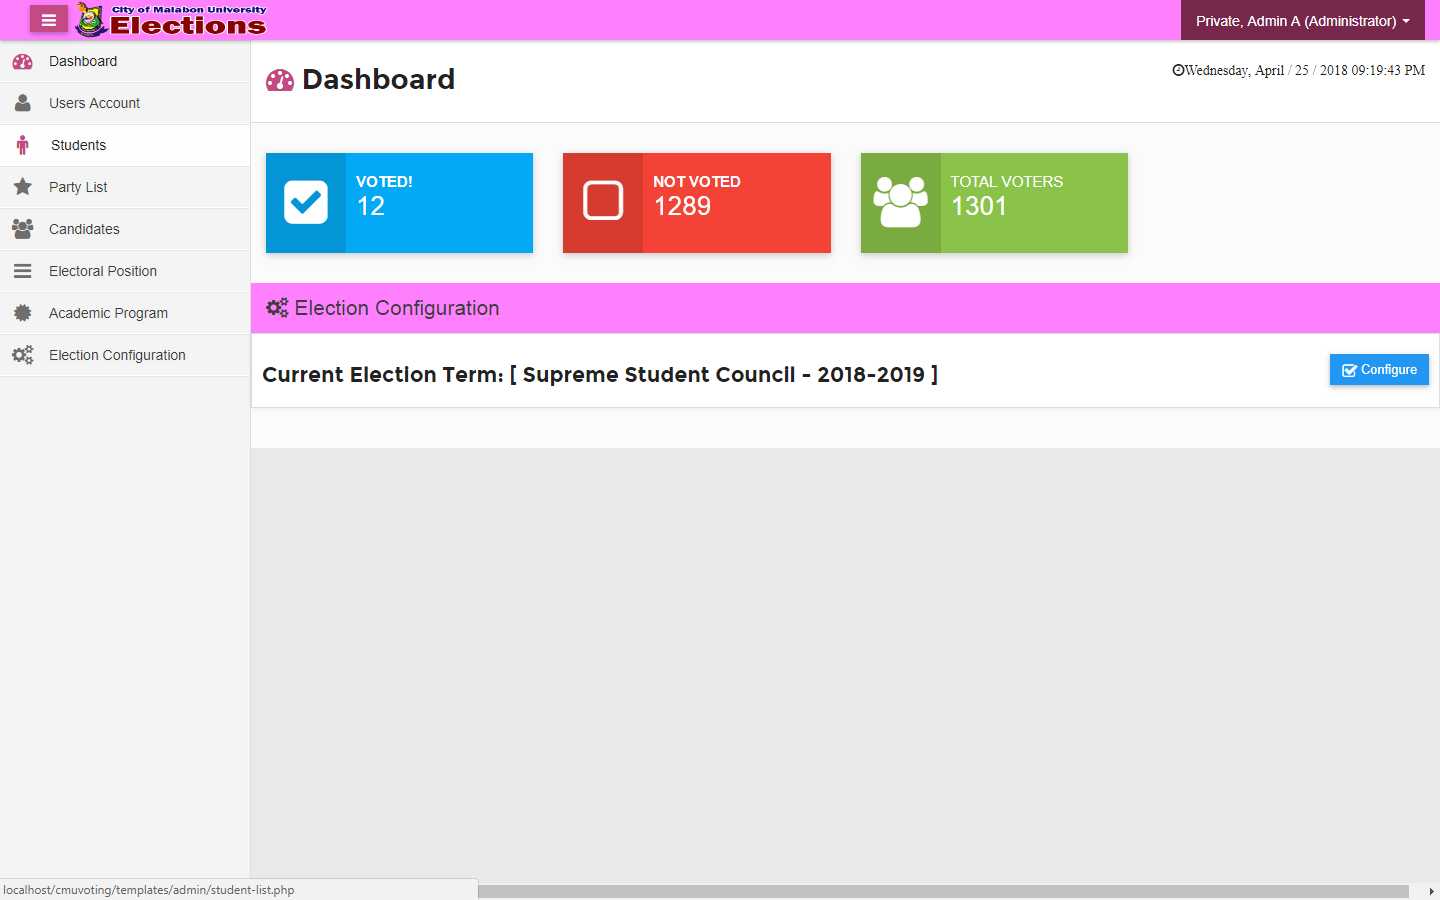 City of Malabon University
Elections
Private, Admin A (Administrator)
Dashboard
Users Account
Students
Party List
Candidates
Electoral Position
Academic Program
Election Configuration
Dashboard
Wednesday, April / 25 / 2018 09:19:43 PM
VOTED!
12
NOT VOTED
1289
TOTAL VOTERS
1301
Election Configuration
Current Election Term: [ Supreme Student Council - 2018-2019 ]
Configure
localhost/cmuvoting/templates/admin/student-list.php